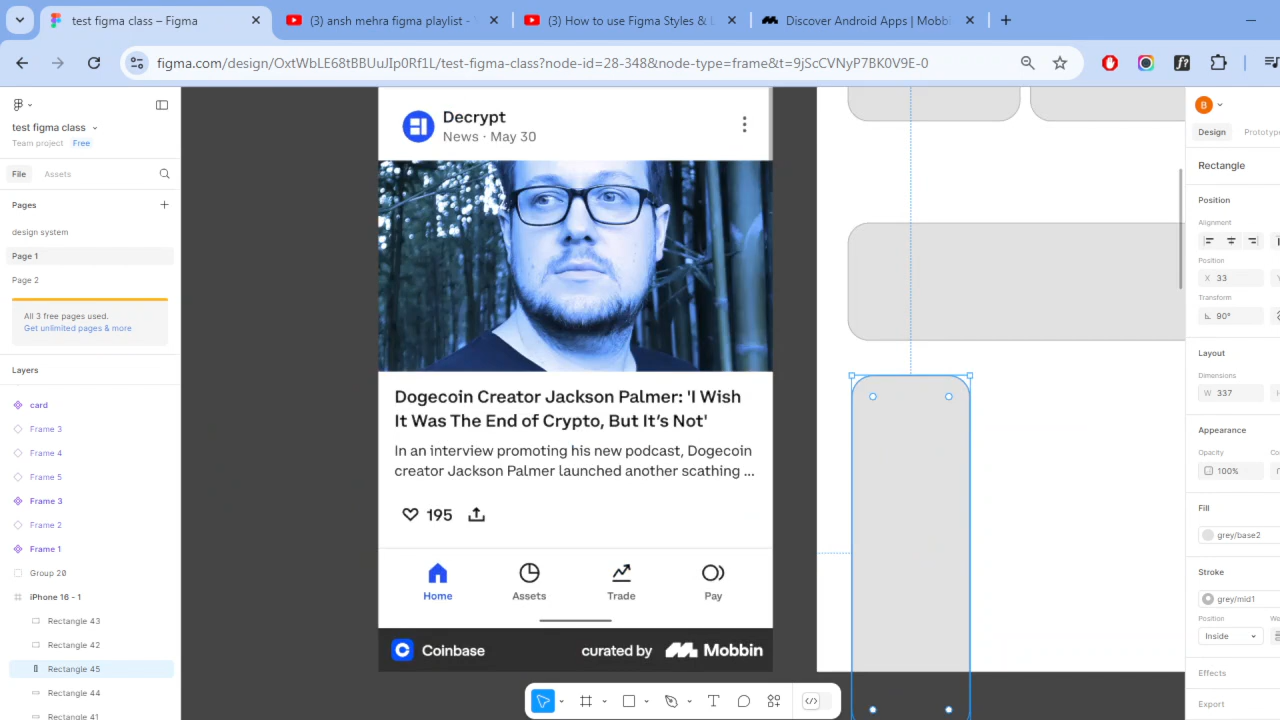 test figma class – Figma
(3) ansh mehra figma playlist -
(3) How to use Figma Styles &
Discover Android Apps | Mobbi
figma.com/design/OxtWbLE68tBBUuJIp0Rf1L/test-figma-class?node-id=28-348&node-type=frame&t=9jScCVNyP7BK0V9E-0
test figma class
Team project Free
File
Assets
Pages
design system
Page 1
Page 2
All 3 free pages used.
Get unlimited pages & more
Layers
card
Frame 3
Frame 4
Frame 5
Frame 3
Frame 2
Frame 1
Group 20
iPhone 16 - 1
Rectangle 43
Rectangle 42
Rectangle 45
Rectangle 44
Rectangle 41
Decrypt
News · May 30
Dogecoin Creator Jackson Palmer: 'I Wish
It Was The End of Crypto, But It's Not'
In an interview promoting his new podcast, Dogecoin
creator Jackson Palmer launched another scathing ...
195
Home
Assets
Trade
Pay
Coinbase
curated by Mobbin
B
Design
Prototype
Rectangle
Position
Alignment
Position
X 33
Transform
90°
Layout
Dimensions
W 337
Appearance
Opacity
100%
Fill
grey/base2
Stroke
grey/mid1
Position
Inside
Effects
Export